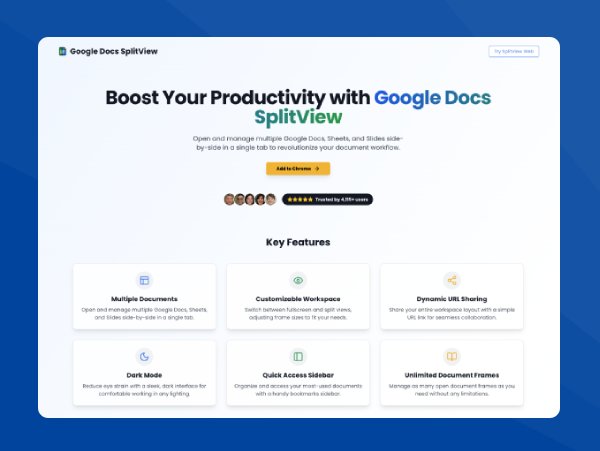 Google Docs SplitView
Try SplitView Web
Boost Your Productivity with Google Docs
SplitView
Open and manage multiple Google Docs, Sheets, and Slides side-
by-side in a single tab to revolutionize your document workflow.
Add to Chrome →
Trusted by 4,911+ users
Key Features
Multiple Documents
Open and manage multiple Google Docs, Sheets,
and Slides side-by-side in a single tab.
Customizable Workspace
Switch between fullscreen and split views,
adjusting frame sizes to fit your needs.
Dynamic URL Sharing
Share your entire workspace layout with a simple
URL link for seamless collaboration.
Dark Mode
Reduce eye strain with a sleek, dark interface for
comfortable working in any lighting.
Quick Access Sidebar
Organize and access your most-used documents
with a handy bookmarks sidebar.
Unlimited Document Frames
Manage as many open document frames as you
need without any limitations.